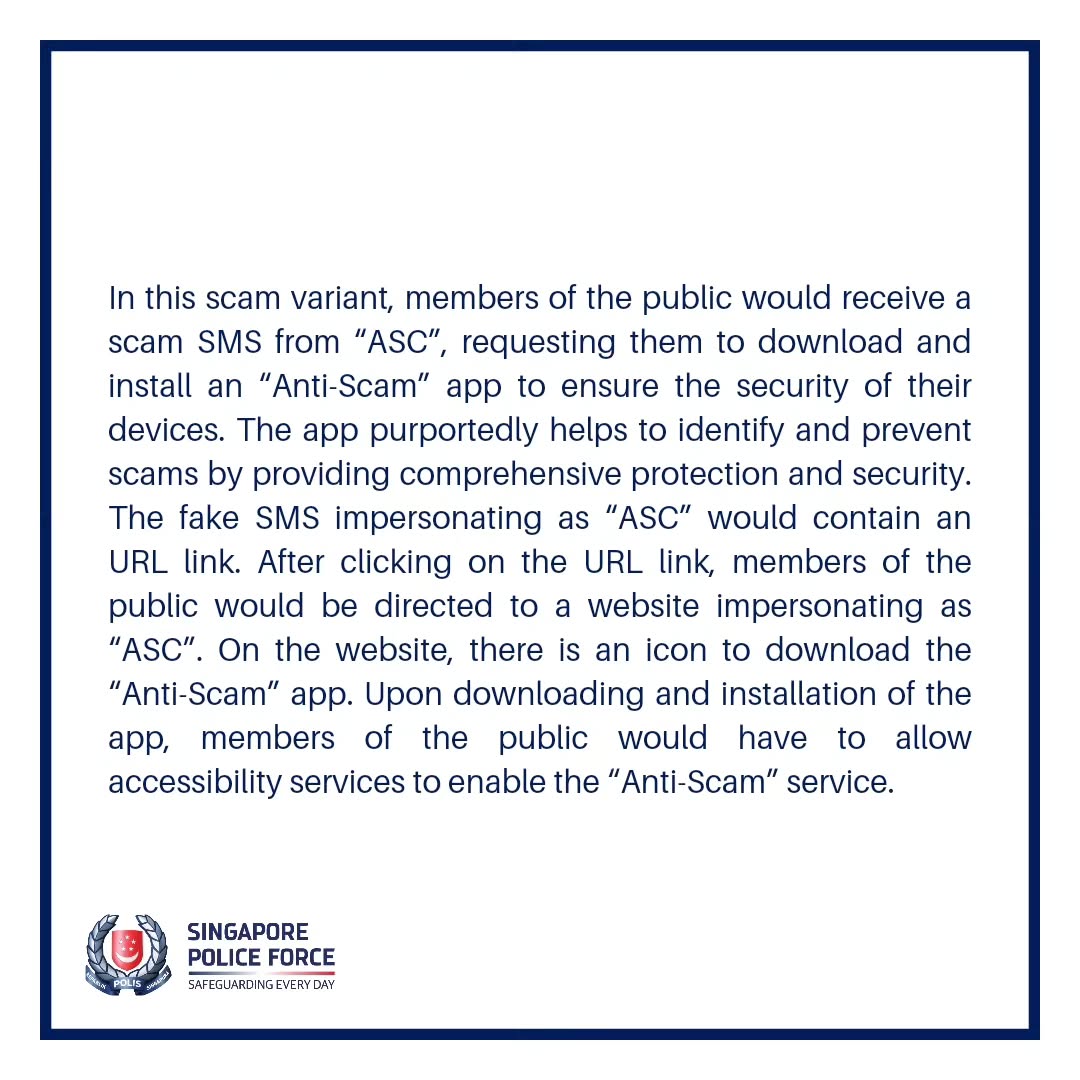 In this scam variant, members of the public would receive a
scam SMS from “ASC”, requesting them to download and
install an “Anti-Scam” app to ensure the security of their
devices. The app purportedly helps to identify and prevent
scams by providing comprehensive protection and security.
The fake SMS impersonating as “ASC” would contain an
URL link. After clicking on the URL link, members of the
public would be directed to a website impersonating as
“ASC”. On the website, there is an icon to download the
“Anti-Scam” app. Upon downloading and installation of the
app, members of the public would have to allow
accessibility services to enable the “Anti-Scam” service.
SINGAPORE
POLICE FORCE
SAFEGUARDING EVERY DAY
POLIS